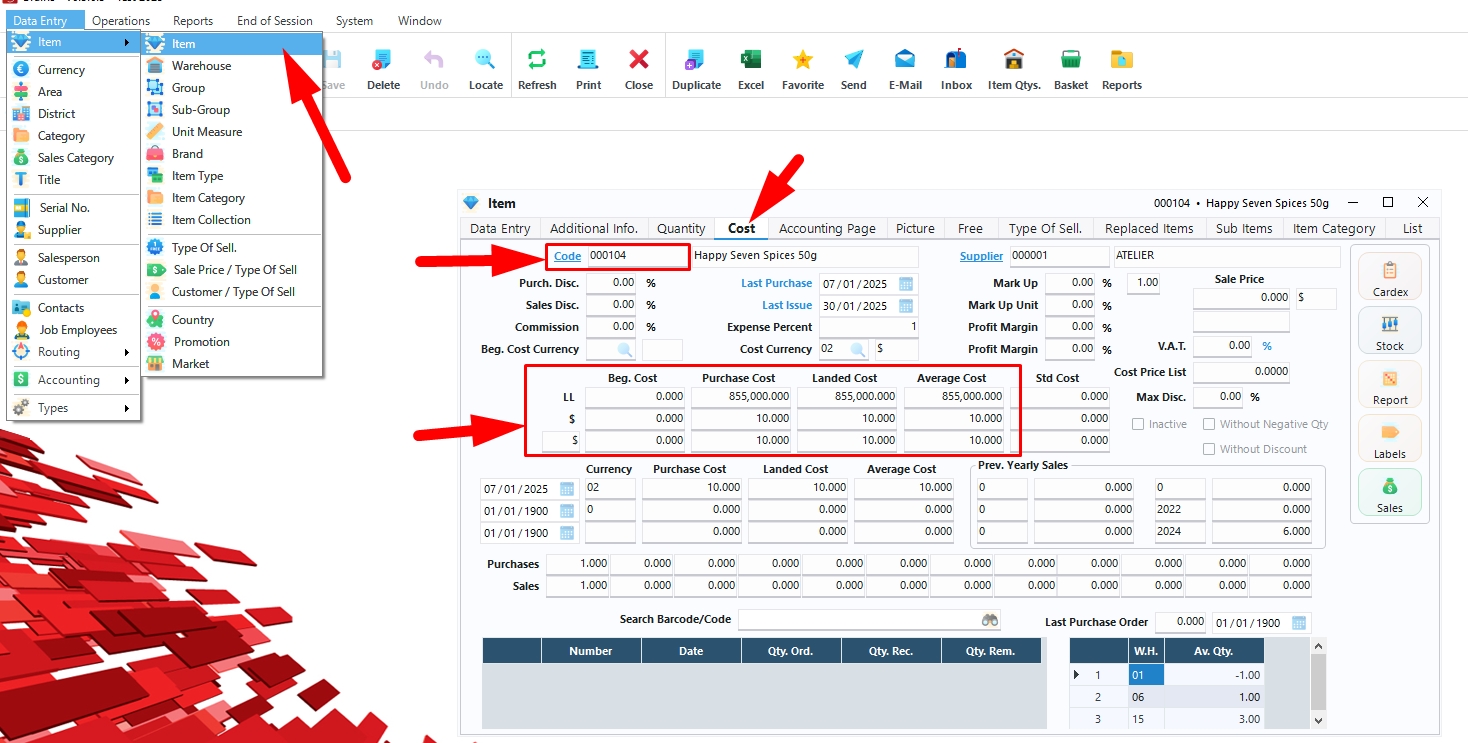 Data Entry Operations Reports End of Session System Window
Item
Currency
Area
District
Category
Sales Category
Title
Serial No.
Supplier
Salesperson
Customer
Contacts
Job Employees
Routing
Accounting
Types
Item
Warehouse
Group
Sub-Group
Unit Measure
Brand
Item Type
Item Category
Item Collection
Type Of Sell.
Sale Price / Type Of Sell
Customer / Type Of Sell
Country
Promotion
Market
Save Delete Undo Locate Refresh Print Close Duplicate Excel Favorite Send E-Mail Inbox Item Qtys. Basket Reports
Item 000104 • Happy Seven Spices 50g
Data Entry Additional Info. Quantity Cost Accounting Page Picture Free Type Of Sell. Replaced Items Sub Items Item Category List
Code 000104 Happy Seven Spices 50g Supplier 000001 ATELIER
Purch. Disc. 0.00 % Last Purchase 07/01/2025 Mark Up 0.00 % 1.00 Sale Price
Sales Disc. 0.00 % Last Issue 30/01/2025 Mark Up Unit 0.00 % 0.000 $
Commission 0.00 % Expense Percent 1 Profit Margin 0.00 %
Beg. Cost Currency Cost Currency 02 $ Profit Margin 0.00 % V.A.T. 0.00 %
Beg. Cost Purchase Cost Landed Cost Average Cost Std Cost Cost Price List 0.0000
LL 0.000 855,000.000 855,000.000 855,000.000 0.000 Max Disc. 0.00 %
$ 0.000 10.000 10.000 10.000 0.000 Inactive Without Negative Qty
$ 0.000 10.000 10.000 10.000 0.000 Without Discount
Currency Purchase Cost Landed Cost Average Cost Prev. Yearly Sales
07/01/2025 02 10.000 10.000 10.000 0 0.000 0 0.000
01/01/1900 0 0.000 0.000 0.000 0 0.000 2022 0.000
01/01/1900 0.000 0.000 0.000 0 0.000 2024 6.000
Purchases 1.000 0.000 0.000 0.000 0.000 0.000 0.000 0.000 0.000 0.000 0.000 0.000
Sales 1.000 0.000 0.000 0.000 0.000 0.000 0.000 0.000 0.000 0.000 0.000 0.000
Search Barcode/Code Last Purchase Order 0.000 01/01/1900
Number Date Qty. Ord. Qty. Rec. Qty. Rem. W.H. Av. Qty.
1 01 -1.00
2 06 1.00
3 15 3.00
Cardex
Stock
Report
Labels
Sales